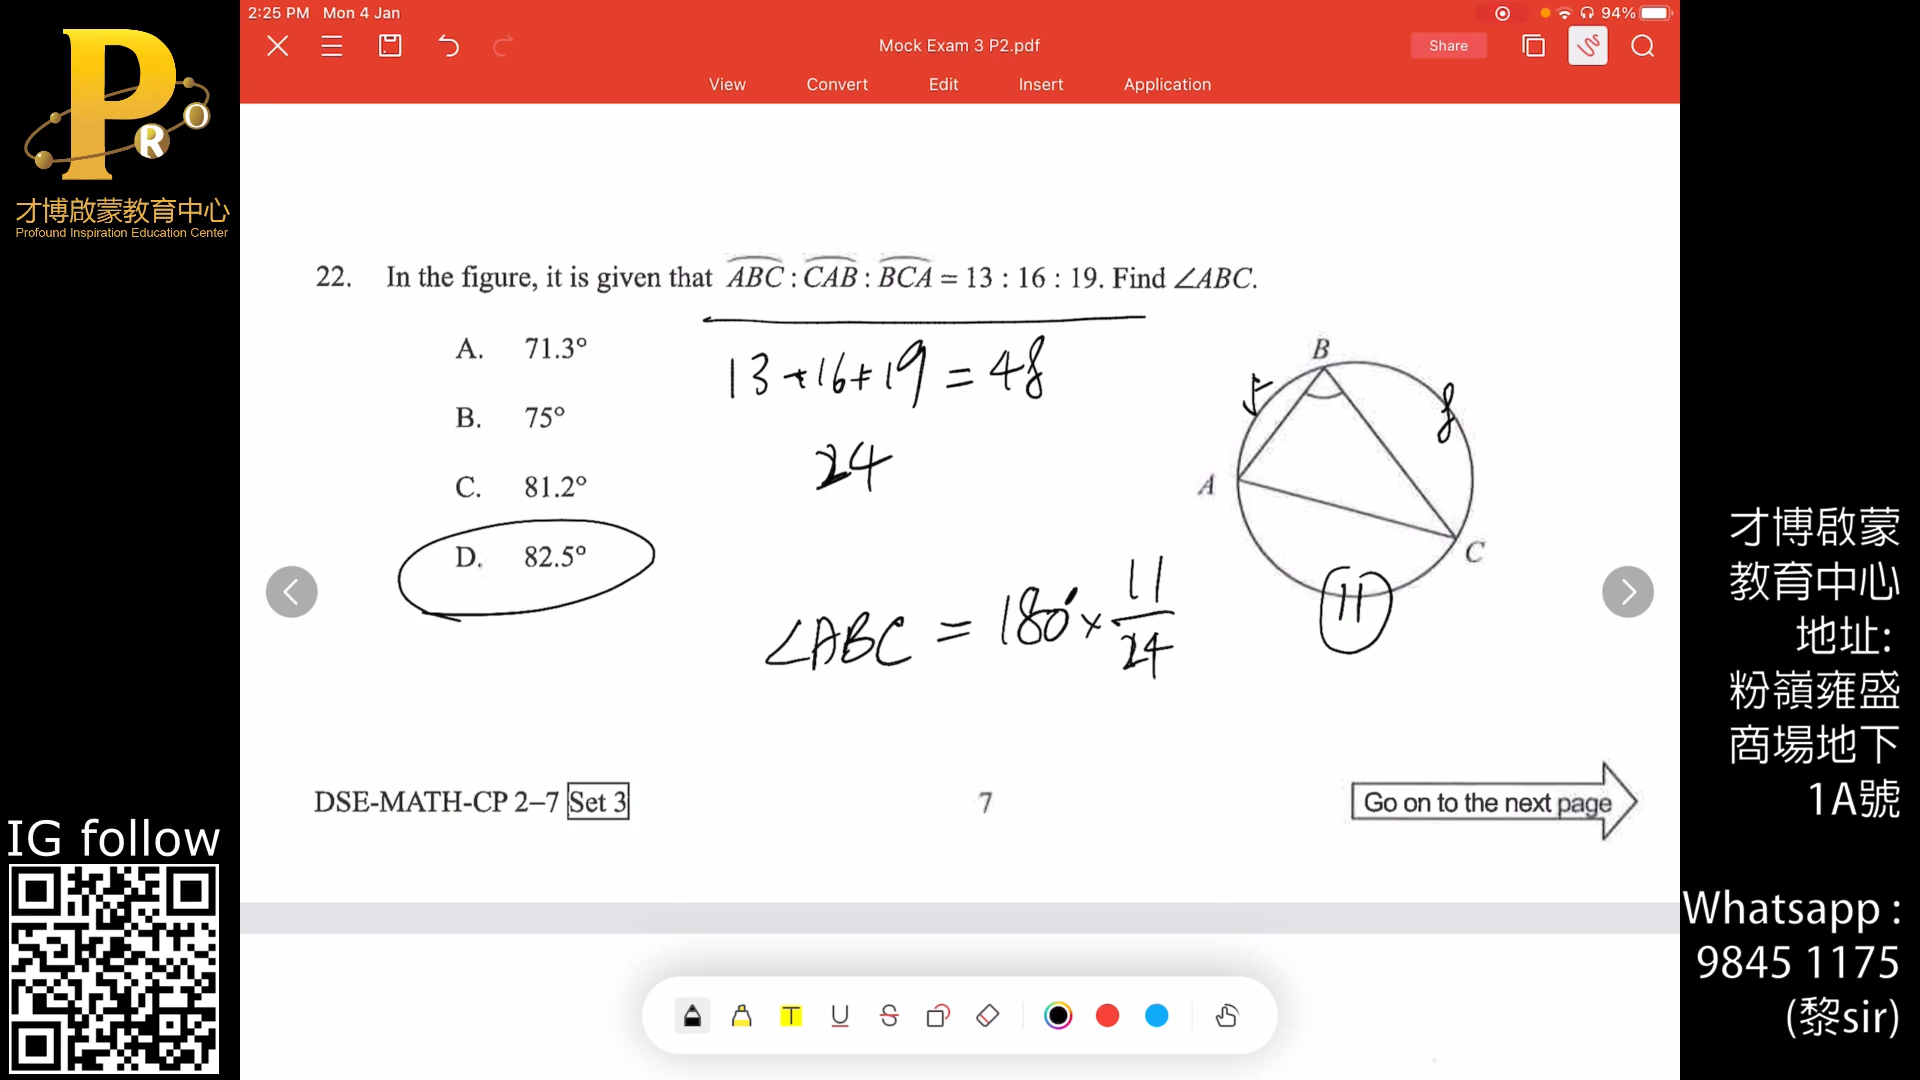 2:25 PM Mon 4 Jan
94%
Mock Exam 3 P2.pdf
Share
View Convert Edit Insert Application
PRO
才博啟蒙教育中心
Profound Inspiration Education Center
22. In the figure, it is given that ABC : CAB : BCA = 13 : 16 : 19. Find ∠ABC.
A. 71.3°
B. 75°
C. 81.2°
D. 82.5°
13+16+19=48
24
∠ABC = 180° × 11/24
B
5
8
A
C
11
DSE-MATH-CP 2–7 Set 3
7
Go on to the next page
IG follow
T U S
才博啟蒙
教育中心
地址:
粉嶺雍盛
商場地下
1A號
Whatsapp :
9845 1175
(黎sir)